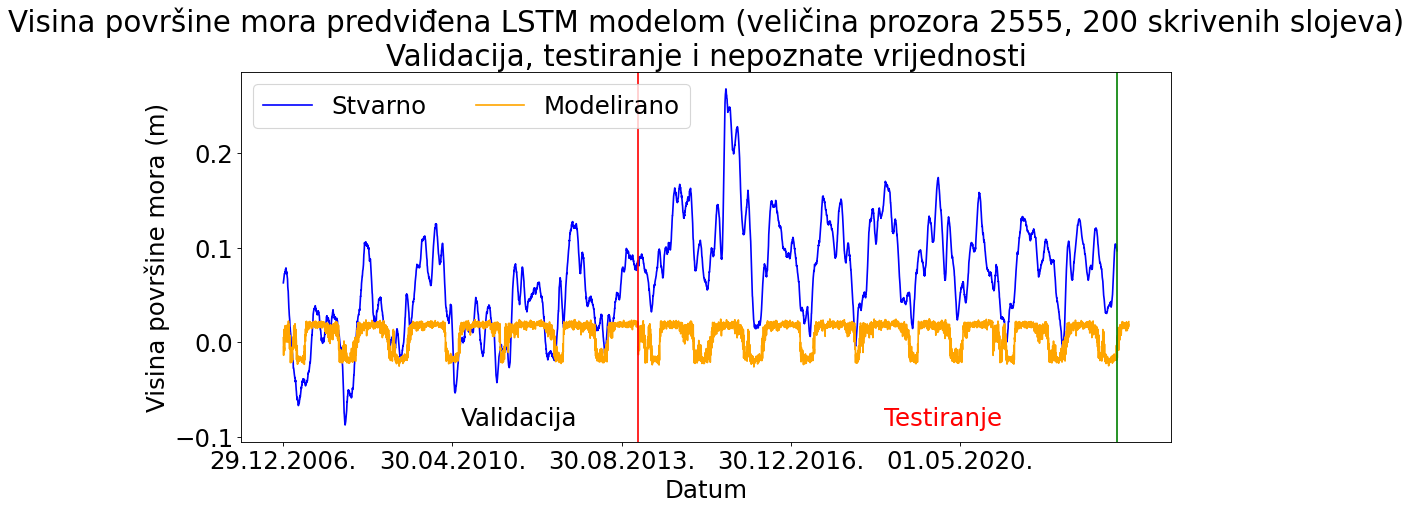 Visina površine mora predviđena LSTM modelom (veličina prozora 2555, 200 skrivenih slojeva)
Validacija, testiranje i nepoznate vrijednosti
Stvarno Modelirano
Visina površine mora (m)
0.2
0.1
0.0
−0.1
Validacija Testiranje
29.12.2006. 30.04.2010. 30.08.2013. 30.12.2016. 01.05.2020.
Datum